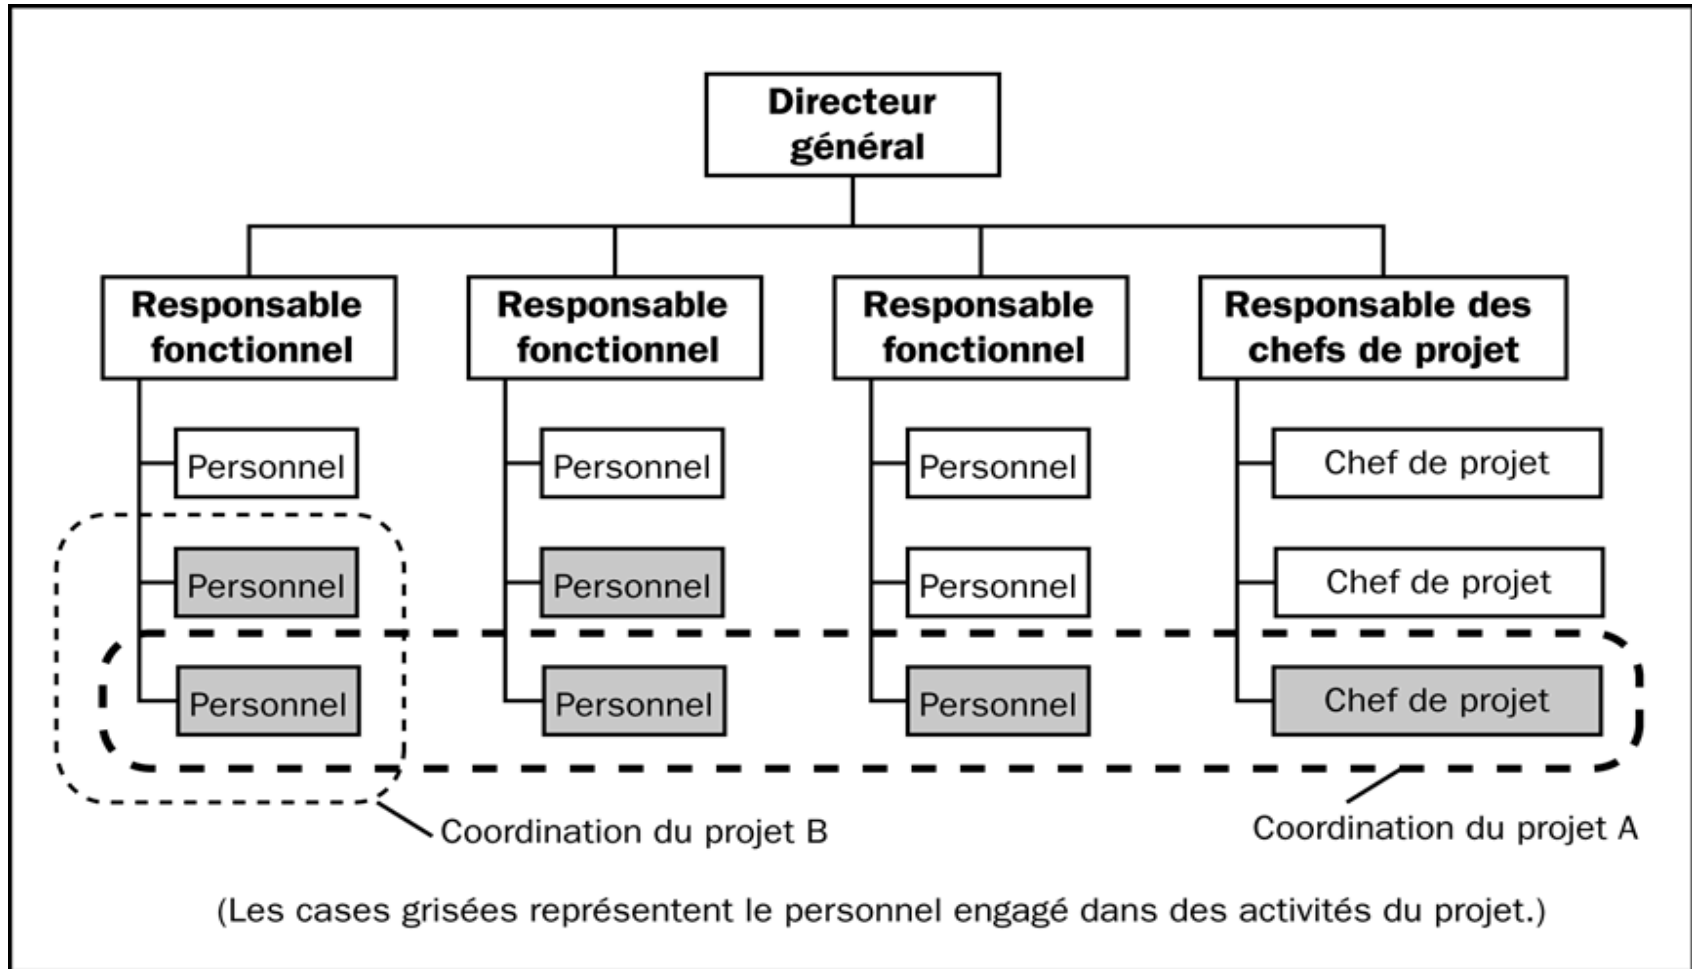 Directeur
général
Responsable
fonctionnel
Responsable
fonctionnel
Responsable
fonctionnel
Responsable des
chefs de projet
Personnel
Personnel
Personnel
Chef de projet
Personnel
Personnel
Personnel
Chef de projet
Personnel
Personnel
Personnel
Chef de projet
Coordination du projet B
Coordination du projet A
(Les cases grisées représentent le personnel engagé dans des activités du projet.)